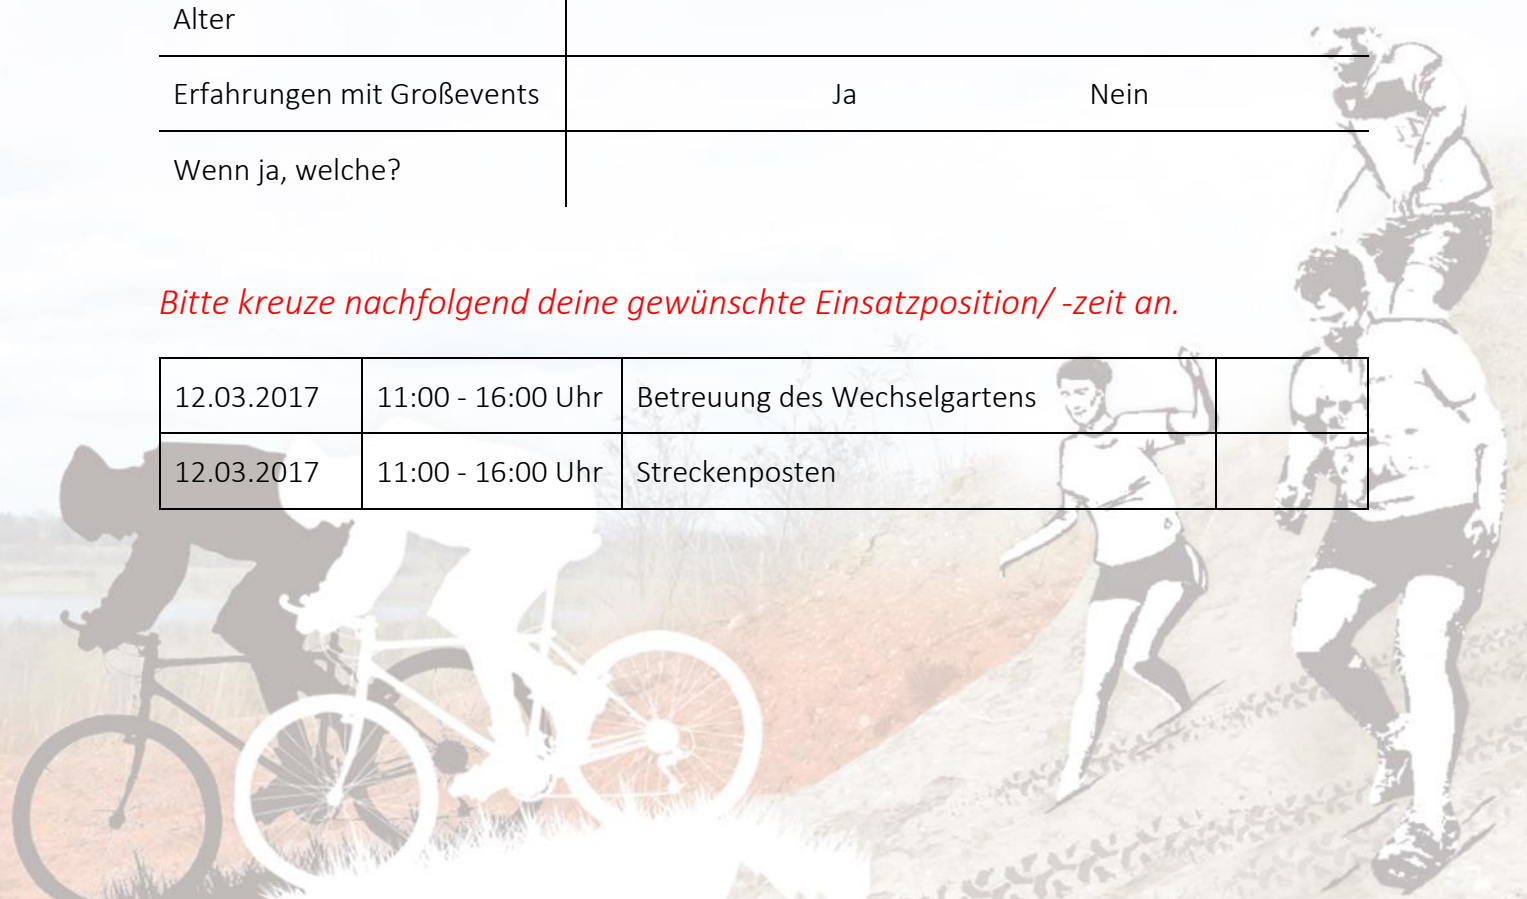 Alter
Erfahrungen mit Großevents Ja Nein
Wenn ja, welche?
Bitte kreuze nachfolgend deine gewünschte Einsatzposition/ -zeit an.
12.03.2017 11:00 - 16:00 Uhr Betreuung des Wechselgartens
12.03.2017 11:00 - 16:00 Uhr Streckenposten